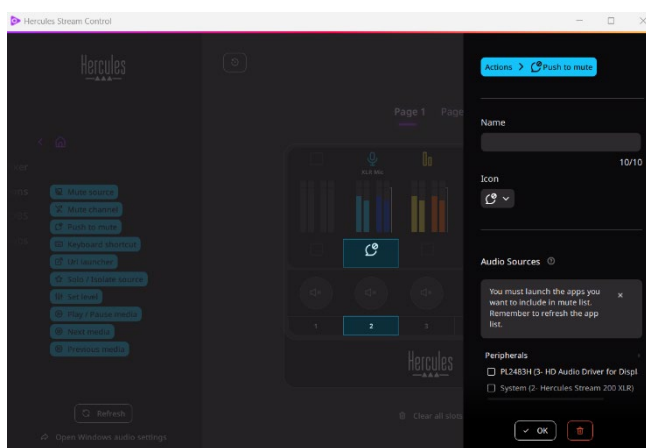 Hercules Stream Control
Hercules
Page 1 Page
XLR Mic
Mute source
Mute channel
Push to mute
Keyboard shortcut
Url launcher
Solo / Isolate source
Set level
Play / Pause media
Next media
Previous media
1 2 3
Hercules
Refresh
Clear all slots
Open Windows audio settings
Actions > Push to mute
Name
10/10
Icon
Audio Sources
You must launch the apps you
want to include in mute list.
Remember to refresh the app
list.
Peripherals
PL2483H (3- HD Audio Driver for Displ
System (2- Hercules Stream 200 XLR)
OK